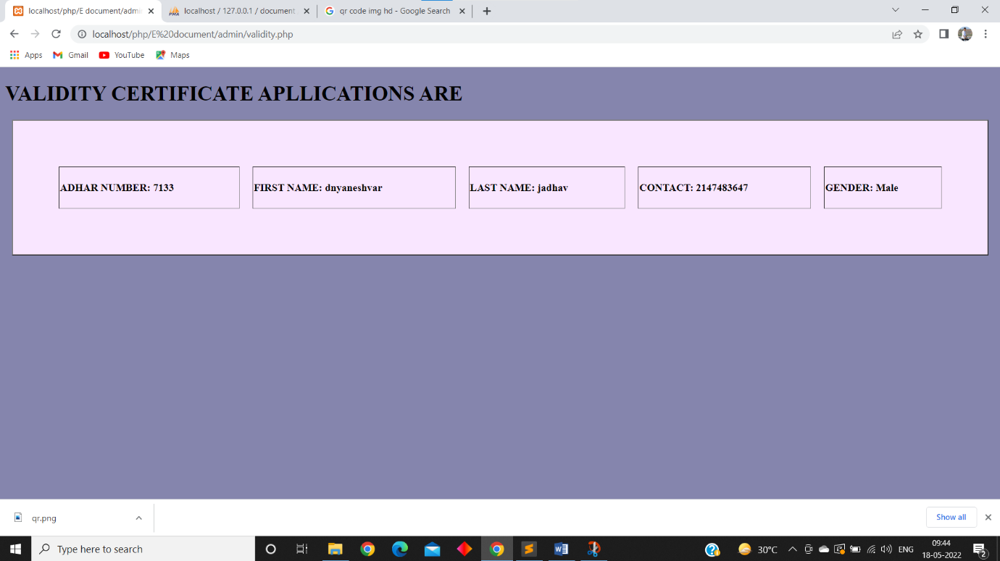 localhost/php/E document/admi
localhost / 127.0.0.1 / document
qr code img hd - Google Search
localhost/php/E%20document/admin/validity.php
Apps
Gmail
YouTube
Maps
VALIDITY CERTIFICATE APLLICATIONS ARE
ADHAR NUMBER: 7133
FIRST NAME: dnyaneshvar
LAST NAME: jadhav
CONTACT: 2147483647
GENDER: Male
qr.png
Show all
Type here to search
30°C
ENG
09:44
18-05-2022
2